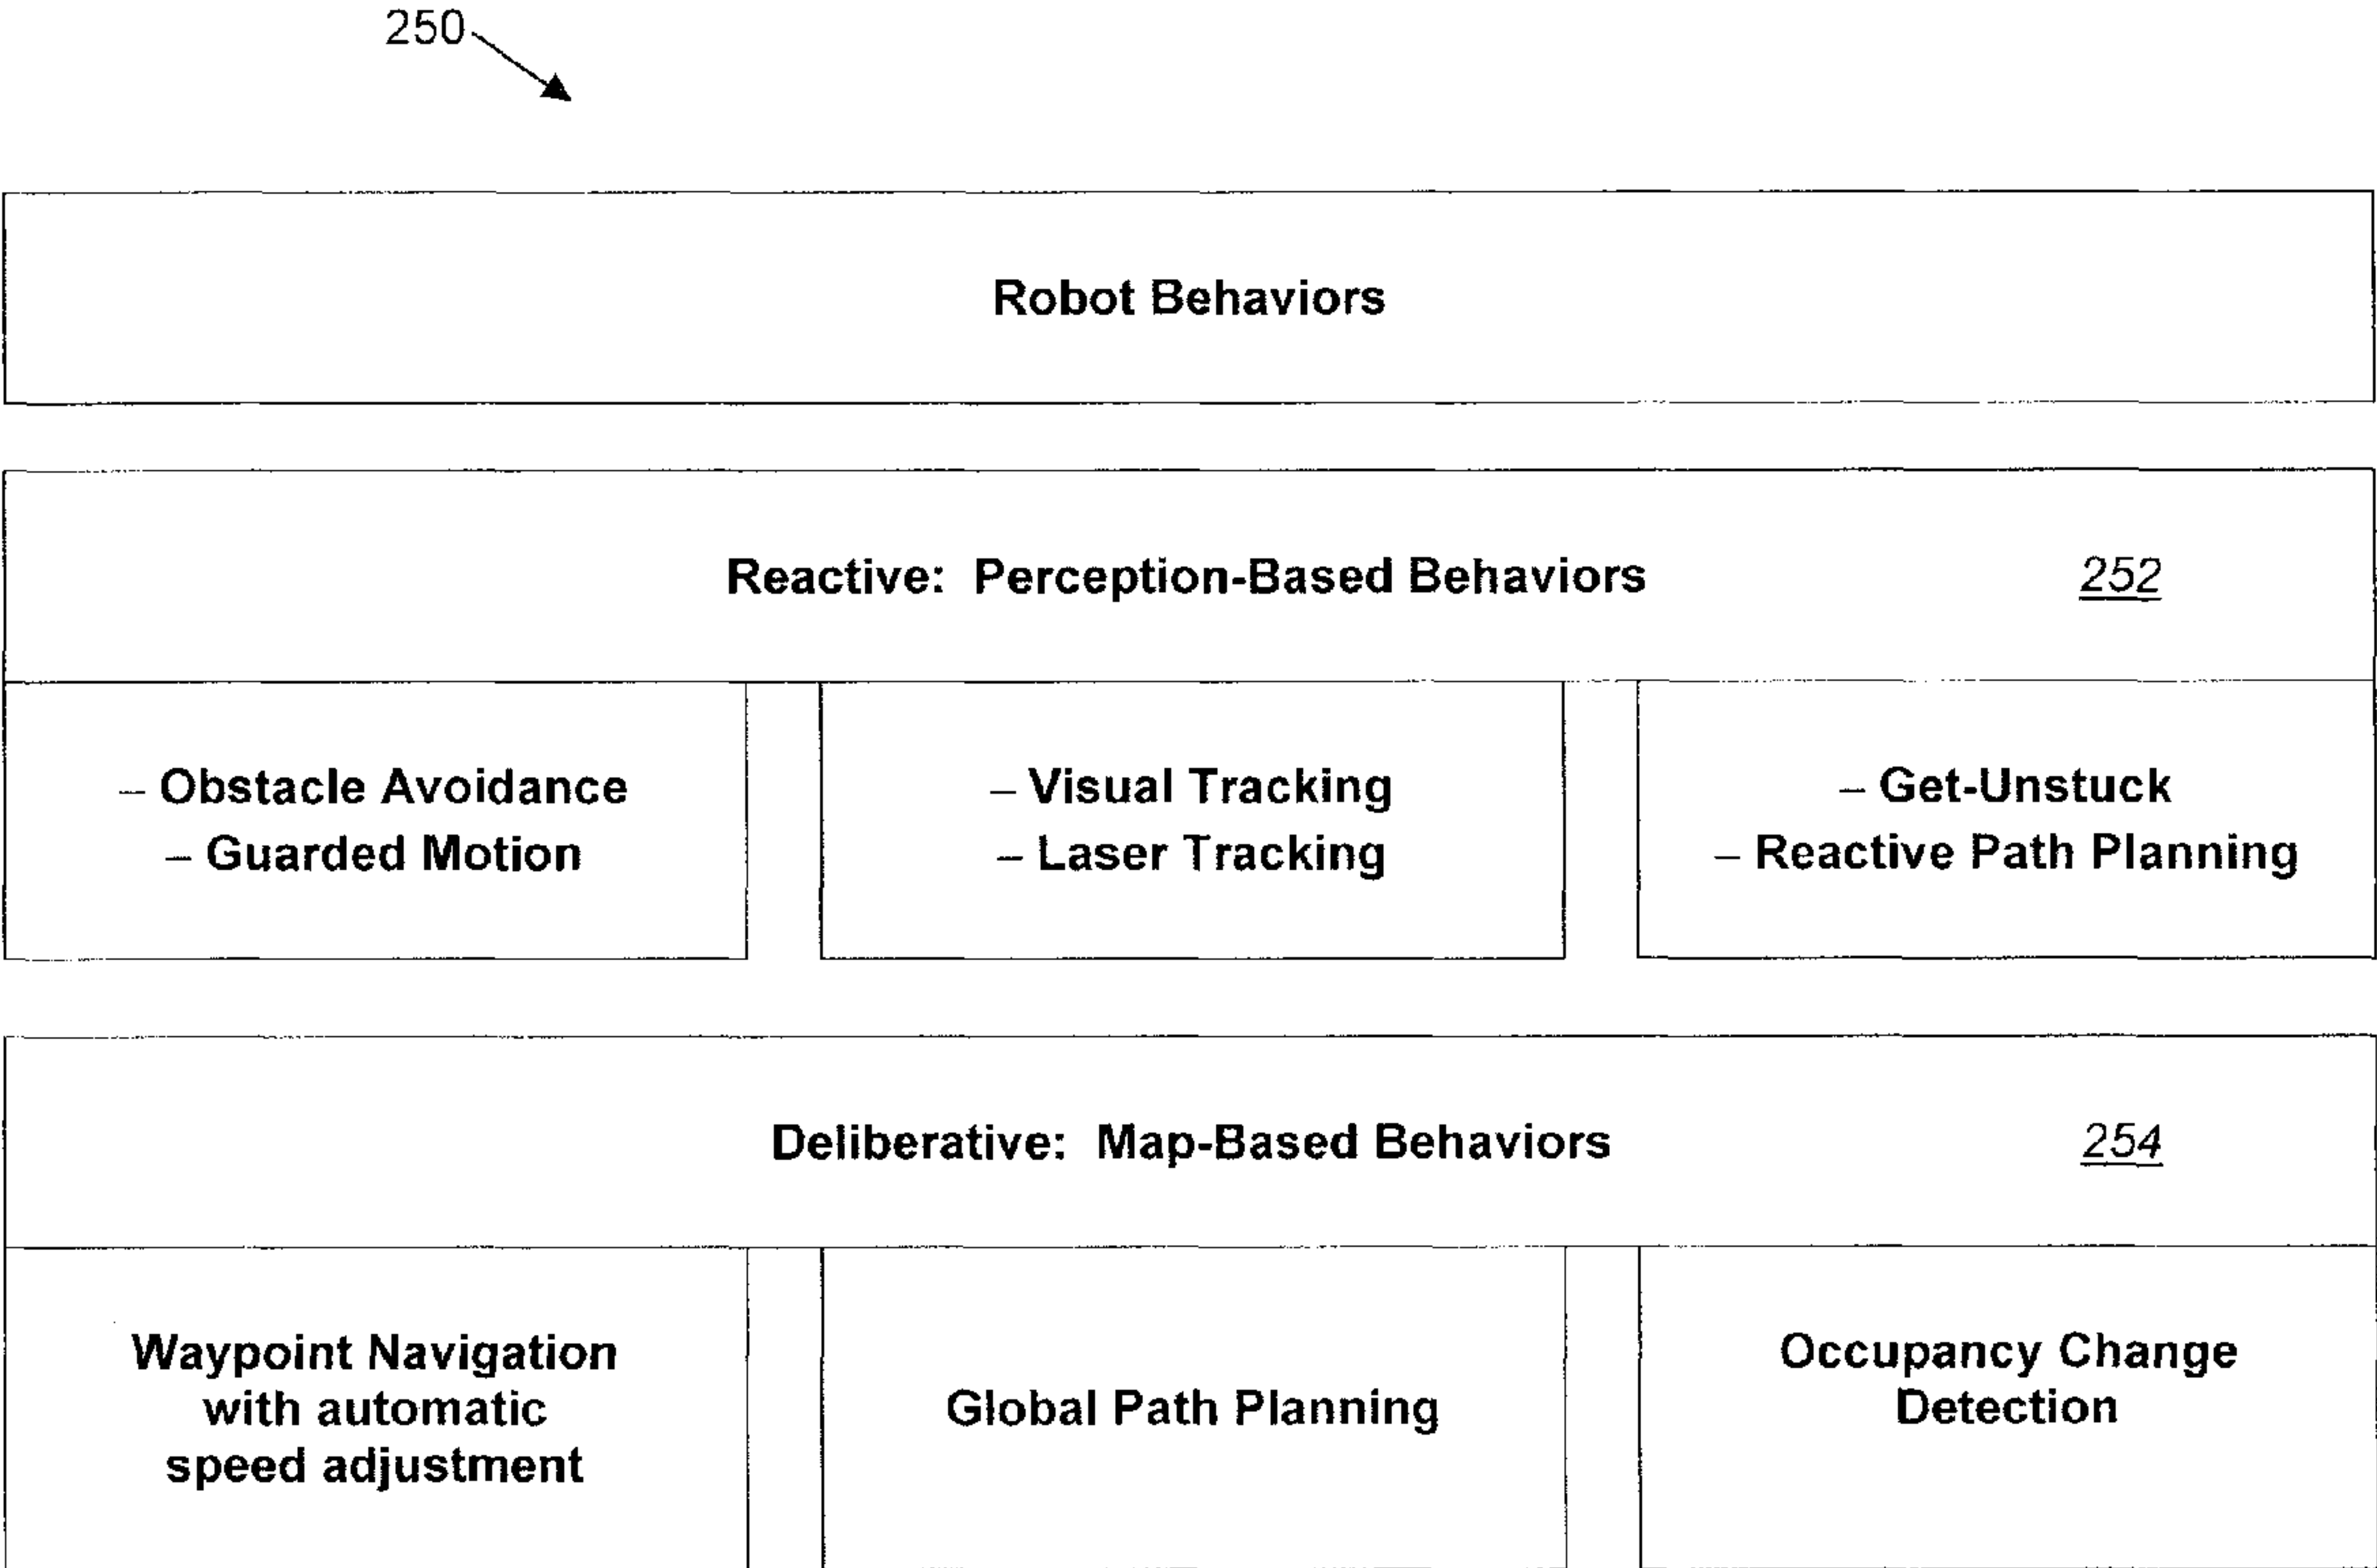 250
Robot Behaviors
Reactive: Perception-Based Behaviors 252
– Obstacle Avoidance
– Guarded Motion
– Visual Tracking
– Laser Tracking
– Get-Unstuck
– Reactive Path Planning
Deliberative: Map-Based Behaviors 254
Waypoint Navigation
with automatic
speed adjustment
Global Path Planning
Occupancy Change
Detection